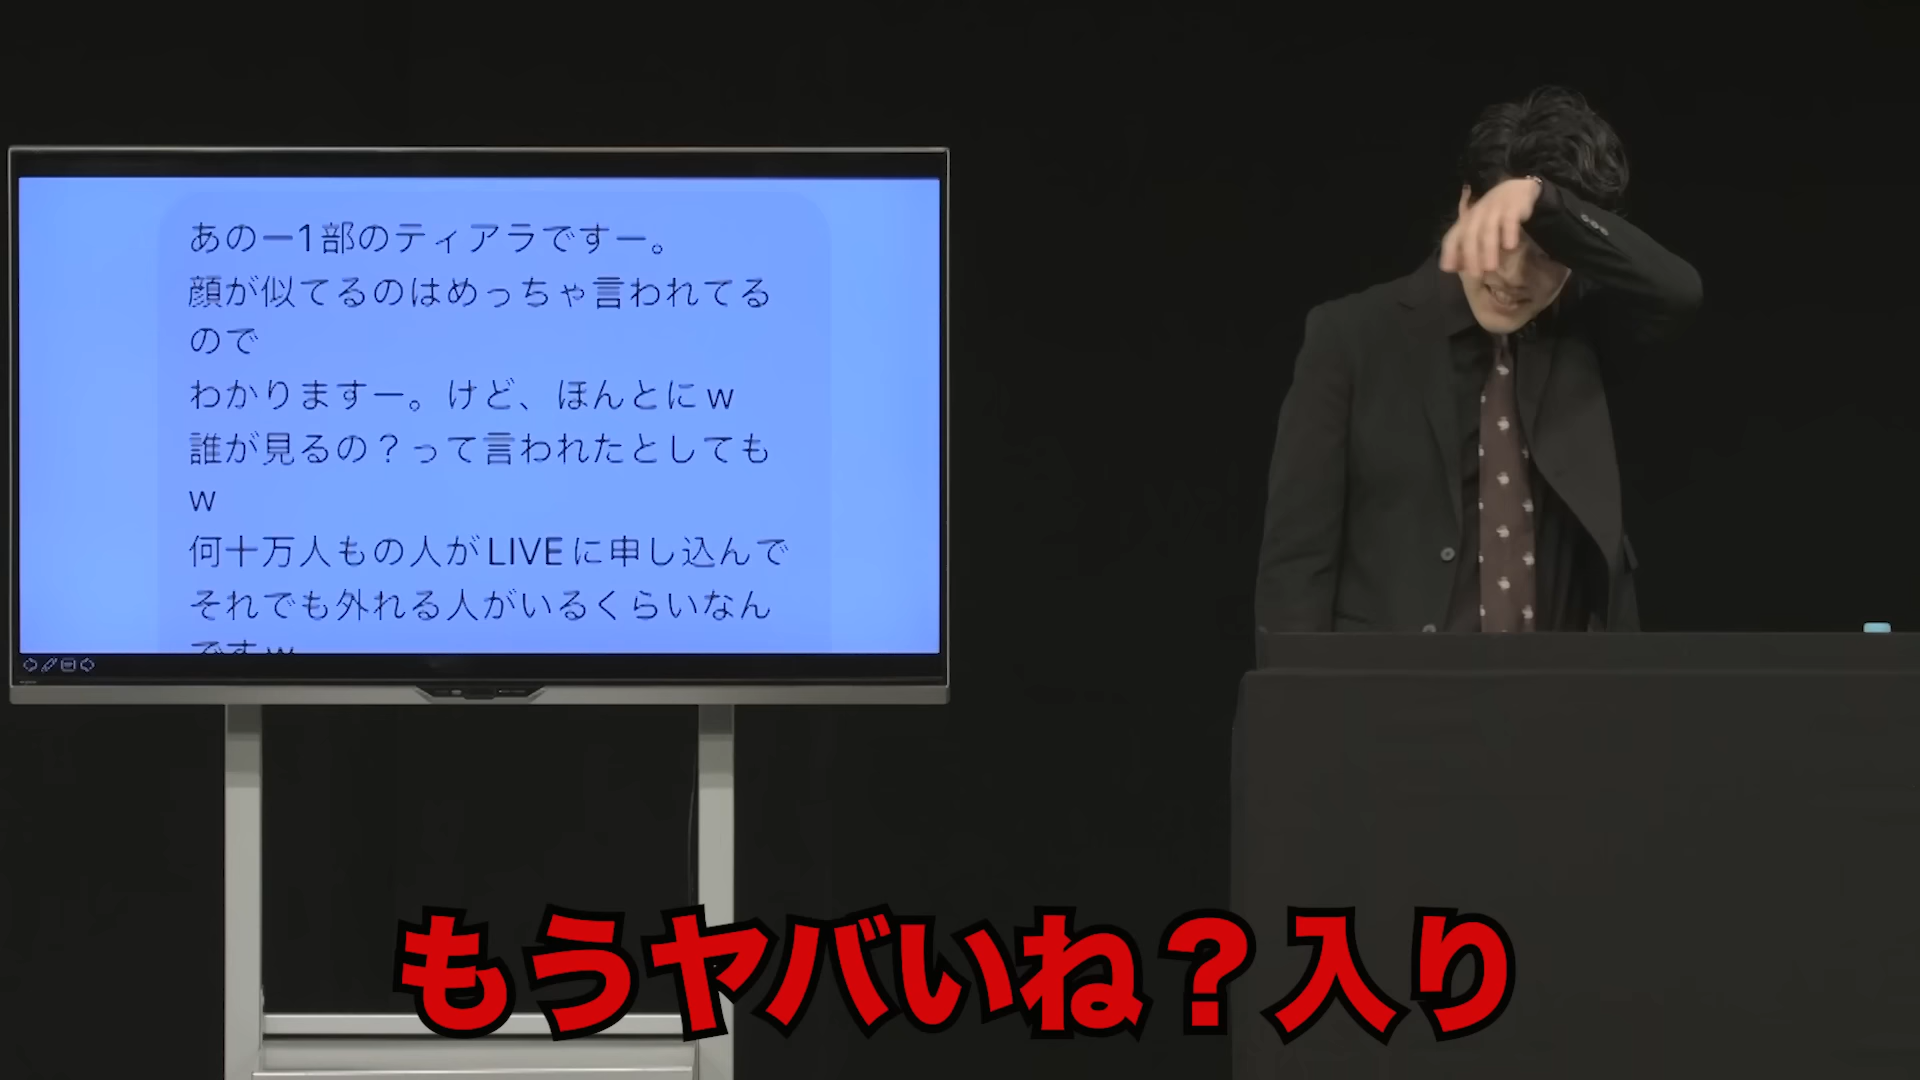 あのー1部のティアラですー。
顔が似てるのはめっちゃ言われてる
ので
わかりますー。けど、ほんとにw
誰が見るの？って言われたとしても
w
何十万人もの人がLIVEに申し込んで
それでも外れる人がいるくらいなん
ですw
もうヤバいね？入り